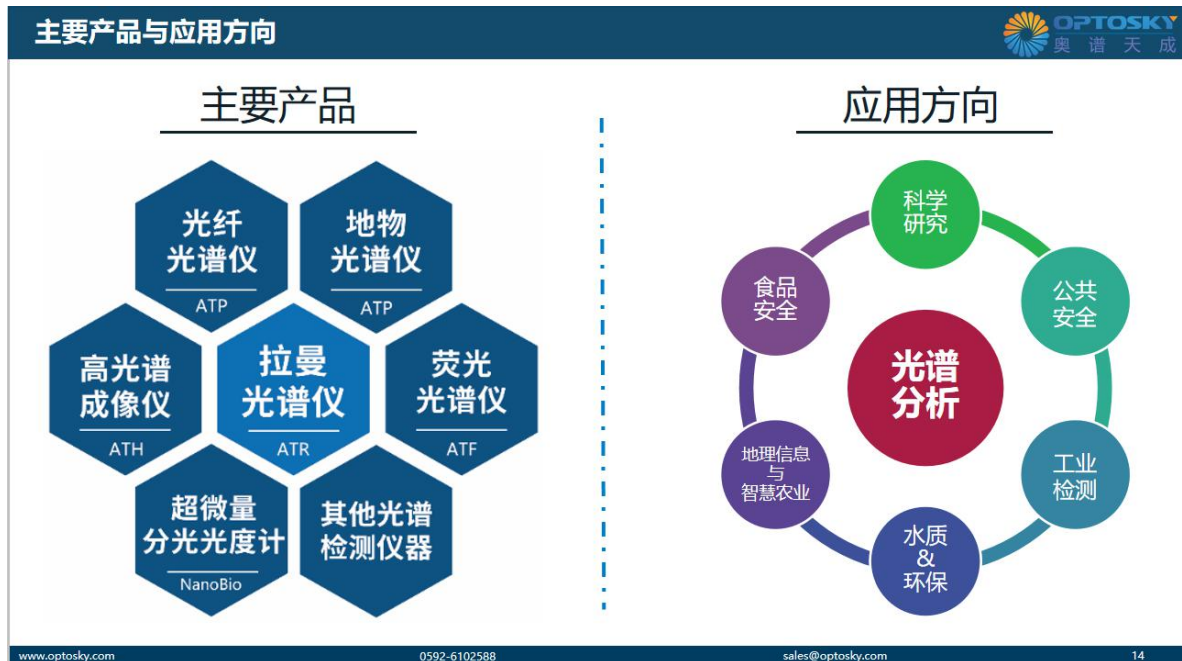 主要产品与应用方向
OPTOSKY
奥谱天成
主要产品
光纤
光谱仪
ATP
地物
光谱仪
ATP
高光谱
成像仪
ATH
拉曼
光谱仪
ATR
荧光
光谱仪
ATF
超微量
分光光度计
NanoBio
其他光谱
检测仪器
应用方向
科学
研究
公共
安全
工业
检测
水质
&
环保
地理信息
与
智慧农业
食品
安全
光谱
分析
www.optosky.com
0592-6102588
sales@optosky.com
14